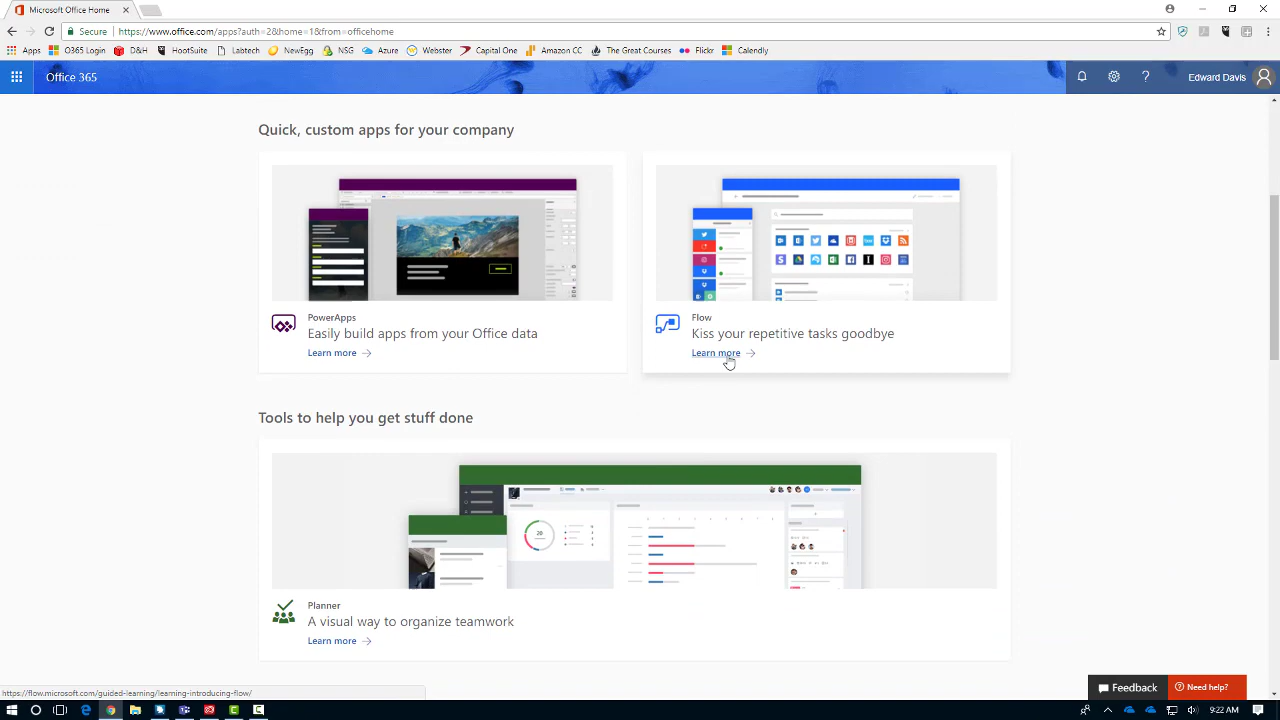 Microsoft Office Home
Secure https://www.office.com/apps?auth=2&home=1&from=officehome
Apps O365 Login D&H HootSuite Labtech NewEgg NSG Azure Webster Capital One Amazon CC The Great Courses Flickr Calendly
Office 365
Edward Davis
Quick, custom apps for your company
PowerApps
Easily build apps from your Office data
Learn more
Flow
Kiss your repetitive tasks goodbye
Learn more
Tools to help you get stuff done
Planner
A visual way to organize teamwork
Learn more
https://flow.microsoft.com/guided-learning/learning-introducing-flow/
Feedback
Need help?
9:22 AM